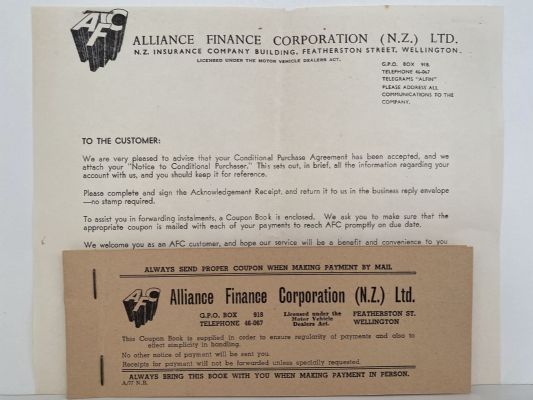 AFC
ALLIANCE FINANCE CORPORATION (N.Z.) LTD.
N.Z. INSURANCE COMPANY BUILDING, FEATHERSTON STREET, WELLINGTON.
LICENSED UNDER THE MOTOR VEHICLE DEALERS ACT.
G.P.O. BOX 918
TELEPHONE 46-067
TELEGRAMS "ALFIN"
PLEASE ADDRESS ALL
COMMUNICATIONS TO THE
COMPANY.
TO THE CUSTOMER:
We are very pleased to advise that your Conditional Purchase Agreement has been accepted, and we
attach your "Notice to Conditional Purchaser." This sets out, in brief, all the information regarding your
account with us, and you should keep it for reference.
Please complete and sign the Acknowledgement Receipt, and return it to us in the business reply envelope
—no stamp required.
To assist you in forwarding instalments, a Coupon Book is enclosed. We ask you to make sure that the
appropriate coupon is mailed with each of your payments to reach AFC promptly on due date.
We welcome you as an AFC customer, and hope our service will be a benefit and convenience to you
ALWAYS SEND PROPER COUPON WHEN MAKING PAYMENT BY MAIL
AFC
Alliance Finance Corporation (N.Z.) Ltd.
G.P.O. BOX 918
TELEPHONE 46-067
Licensed under the
Motor Vehicle
Dealers Act.
FEATHERSTON ST.
WELLINGTON
This Coupon Book is supplied in order to ensure regularity of payments and also to
effect simplicity in handling.
No other notice of payment will be sent you.
Receipts for payment will not be forwarded unless specially requested.
ALWAYS BRING THIS BOOK WITH YOU WHEN MAKING PAYMENT IN PERSON.
A/77 N.R.